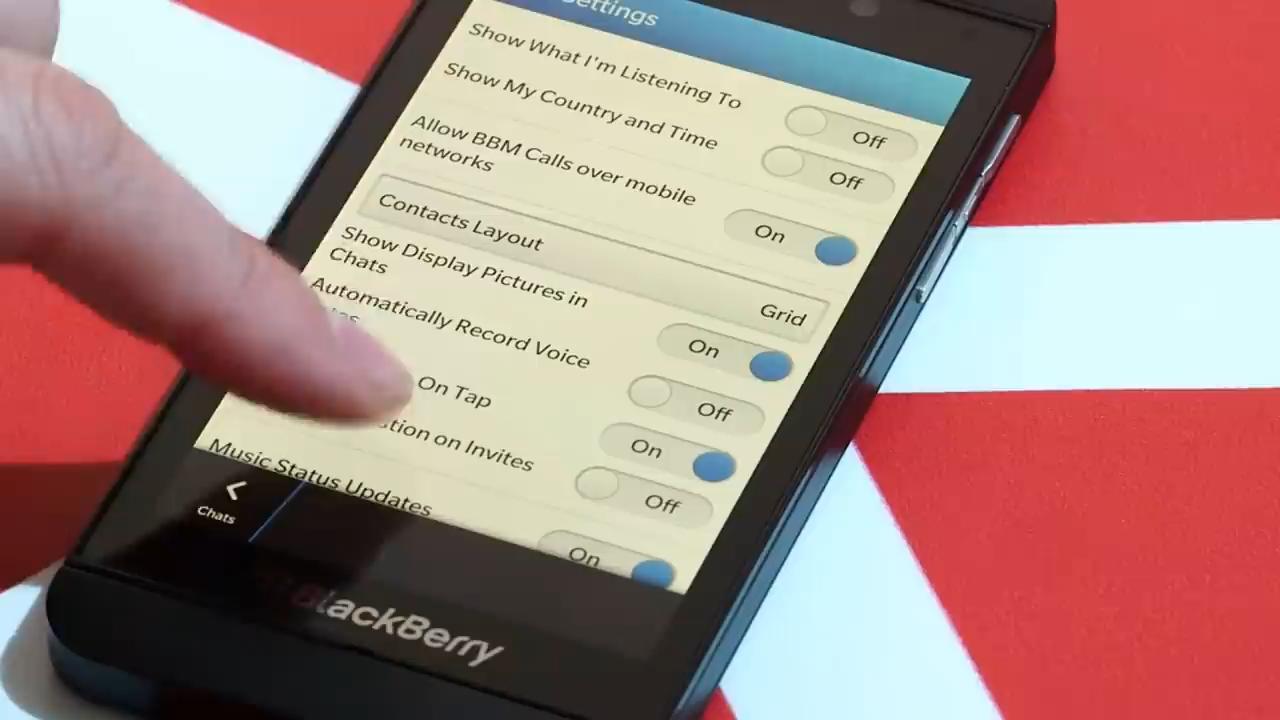 Settings
Show What I'm Listening To
Off
Show My Country and Time
Off
Allow BBM Calls over mobile
networks
On
Contacts Layout
Grid
Show Display Pictures in
Chats
On
Automatically Record Voice
Off
On Tap
On
on Invites
Off
Music Status Updates
On
Chats
BlackBerry